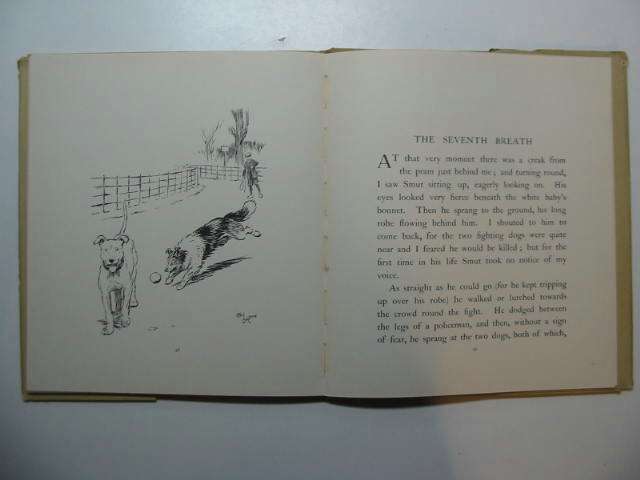 THE SEVENTH BREATH
AT that very moment there was a creak from
the pram just behind me; and turning round,
I saw Smut sitting up, eagerly looking on. His
eyes looked very fierce beneath the white baby's
bonnet. Then he sprang to the ground, his long
robe flowing behind him. I shouted to him to
come back, for the two fighting dogs were quite
near and I feared he would be killed; but for the
first time in his life Smut took no notice of my
voice.
As straight as he could go (for he kept tripping
up over his robe) he walked or lurched towards
the crowd round the fight. He dodged between
the legs of a policeman, and then, without a sign
of fear, he sprang at the two dogs, both of which,